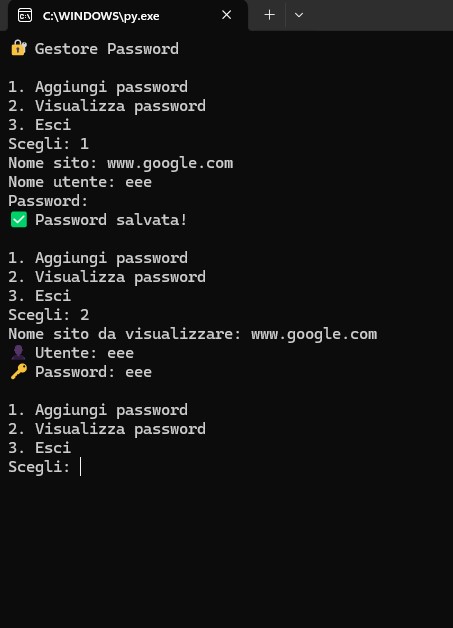 C:\WINDOWS\py.exe
🔐 Gestore Password
1. Aggiungi password
2. Visualizza password
3. Esci
Scegli: 1
Nome sito: www.google.com
Nome utente: eee
Password:
✅ Password salvata!
1. Aggiungi password
2. Visualizza password
3. Esci
Scegli: 2
Nome sito da visualizzare: www.google.com
👤 Utente: eee
🔑 Password: eee
1. Aggiungi password
2. Visualizza password
3. Esci
Scegli: